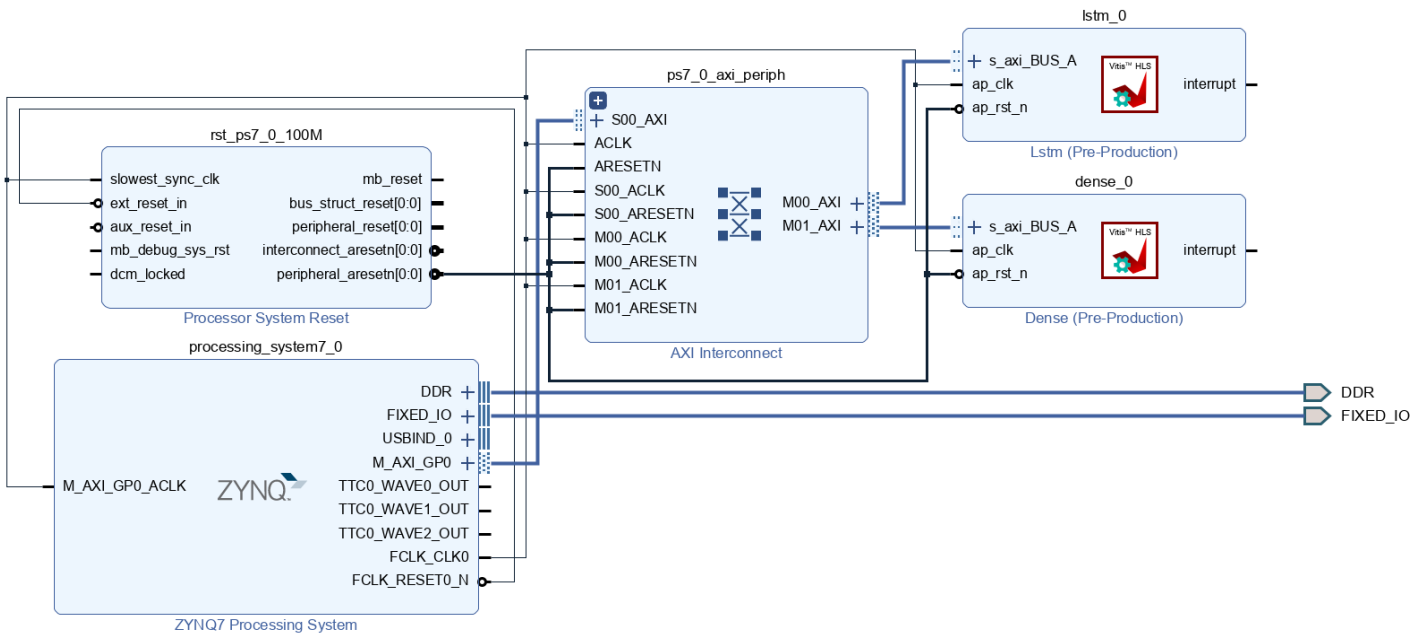 lstm_0
s_axi_BUS_A
ap_clk
ap_rst_n
Vitis™ HLS
interrupt
Lstm (Pre-Production)
ps7_0_axi_periph
S00_AXI
ACLK
ARESETN
S00_ACLK
S00_ARESETN
M00_ACLK
M00_ARESETN
M01_ACLK
M01_ARESETN
M00_AXI
M01_AXI
AXI Interconnect
rst_ps7_0_100M
slowest_sync_clk
ext_reset_in
aux_reset_in
mb_debug_sys_rst
dcm_locked
mb_reset
bus_struct_reset[0:0]
peripheral_reset[0:0]
interconnect_aresetn[0:0]
peripheral_aresetn[0:0]
Processor System Reset
dense_0
s_axi_BUS_A
ap_clk
ap_rst_n
Vitis™ HLS
interrupt
Dense (Pre-Production)
processing_system7_0
M_AXI_GP0_ACLK
ZYNQ
DDR
FIXED_IO
USBIND_0
M_AXI_GP0
TTC0_WAVE0_OUT
TTC0_WAVE1_OUT
TTC0_WAVE2_OUT
FCLK_CLK0
FCLK_RESET0_N
ZYNQ7 Processing System
DDR
FIXED_IO